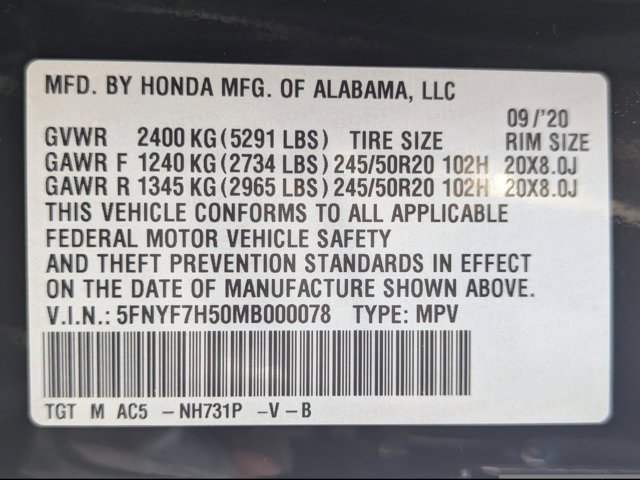 MFD. BY HONDA MFG. OF ALABAMA, LLC
09/'20
GVWR 2400 KG(5291 LBS) TIRE SIZE RIM SIZE
GAWR F 1240 KG(2734 LBS) 245/50R20 102H 20X8.0J
GAWR R 1345 KG(2965 LBS) 245/50R20 102H 20X8.0J
THIS VEHICLE CONFORMS TO ALL APPLICABLE
FEDERAL MOTOR VEHICLE SAFETY
AND THEFT PREVENTION STANDARDS IN EFFECT
ON THE DATE OF MANUFACTURE SHOWN ABOVE.
V.I.N.: 5FNYF7H50MB000078 TYPE: MPV
TGT M AC5 -NH731P -V-B